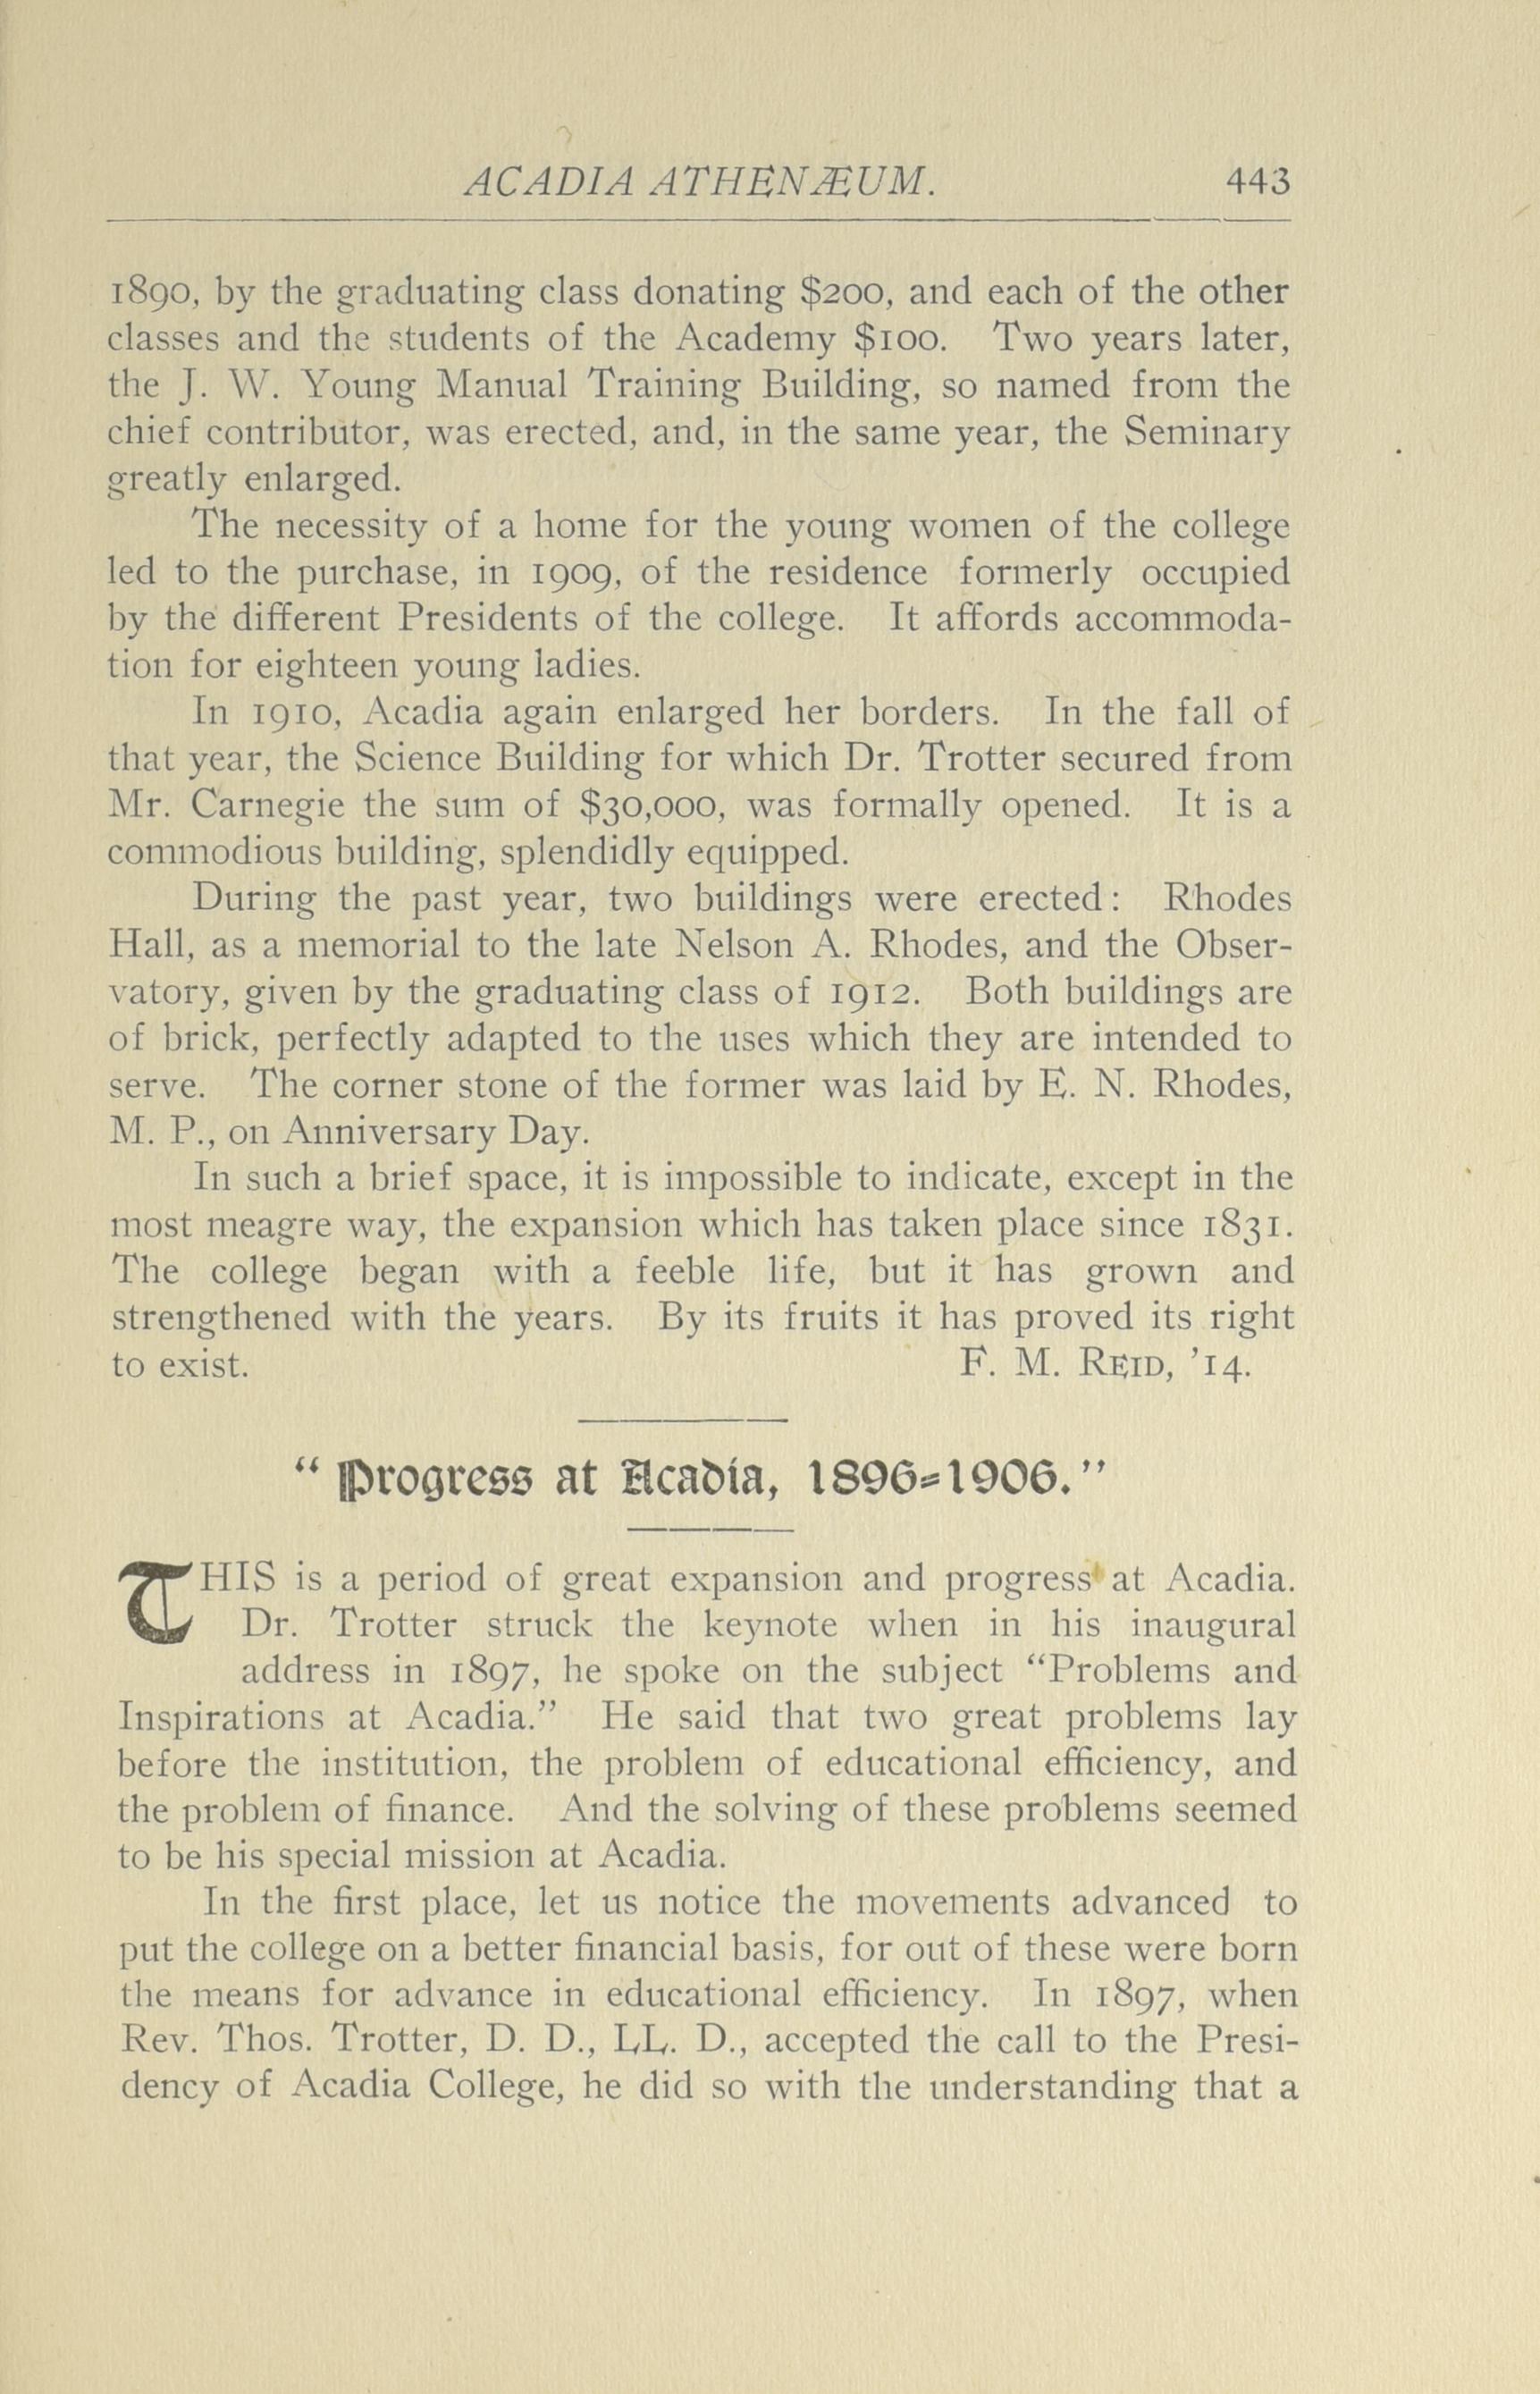 ACADIA ATHENÆUM. 443
1890, by the graduating class donating $200, and each of the other
classes and the students of the Academy $100. Two years later,
the J. W. Young Manual Training Building, so named from the
chief contributor, was erected, and, in the same year, the Seminary
greatly enlarged.
The necessity of a home for the young women of the college
led to the purchase, in 1909, of the residence formerly occupied
by the different Presidents of the college. It affords accommoda-
tion for eighteen young ladies.
In 1910, Acadia again enlarged her borders. In the fall of
that year, the Science Building for which Dr. Trotter secured from
Mr. Carnegie the sum of $30,000, was formally opened. It is a
commodious building, splendidly equipped.
During the past year, two buildings were erected: Rhodes
Hall, as a memorial to the late Nelson A. Rhodes, and the Obser-
vatory, given by the graduating class of 1912. Both buildings are
of brick, perfectly adapted to the uses which they are intended to
serve. The corner stone of the former was laid by E. N. Rhodes,
M. P., on Anniversary Day.
In such a brief space, it is impossible to indicate, except in the
most meagre way, the expansion which has taken place since 1831.
The college began with a feeble life, but it has grown and
strengthened with the years. By its fruits it has proved its right
to exist. F. M. REID, ’14.
“Progress at Acadia, 1896-1906.”
THIS is a period of great expansion and progress at Acadia.
Dr. Trotter struck the keynote when in his inaugural
address in 1897, he spoke on the subject “Problems and
Inspirations at Acadia.” He said that two great problems lay
before the institution, the problem of educational efficiency, and
the problem of finance. And the solving of these problems seemed
to be his special mission at Acadia.
In the first place, let us notice the movements advanced to
put the college on a better financial basis, for out of these were born
the means for advance in educational efficiency. In 1897, when
Rev. Thos. Trotter, D. D., LL. D., accepted the call to the Presi-
dency of Acadia College, he did so with the understanding that a